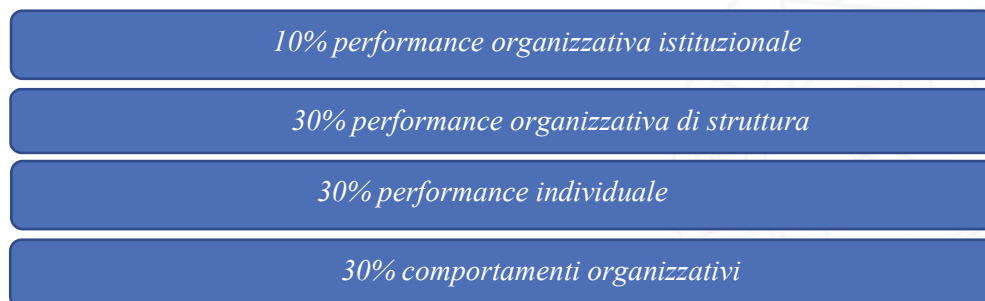 10% performance organizzativa istituzionale
30% performance organizzativa di struttura
30% performance individuale
30% comportamenti organizzativi